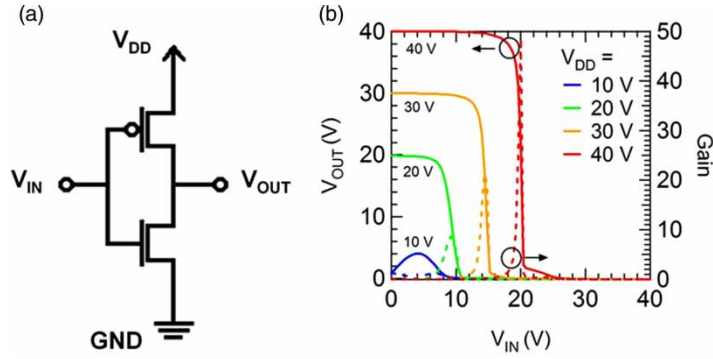 (a)
V_DD
V_IN
V_OUT
GND
(b)
40
30
20
10
0
V_OUT (V)
40 V
30 V
20 V
10 V
V_DD =
10 V
20 V
30 V
40 V
50
40
30
20
10
0
Gain
0 10 20 30 40
V_IN (V)